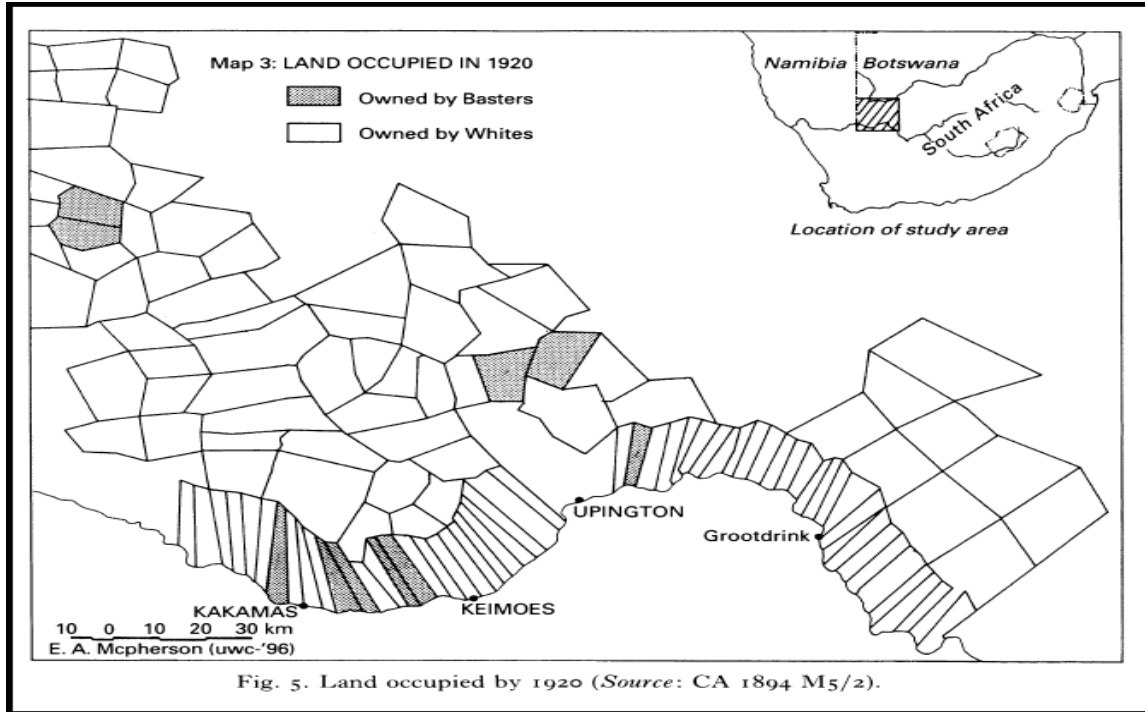 Map 3: LAND OCCUPIED IN 1920
Owned by Basters
Owned by Whites
Namibia
Botswana
South Africa
Location of study area
UPINGTON
Grootdrink
KAKAMAS
KEIMOES
10 0 10 20 30 km
E. A. Mcpherson (uwc-'96)
Fig. 5. Land occupied by 1920 (Source: CA 1894 M5/2).